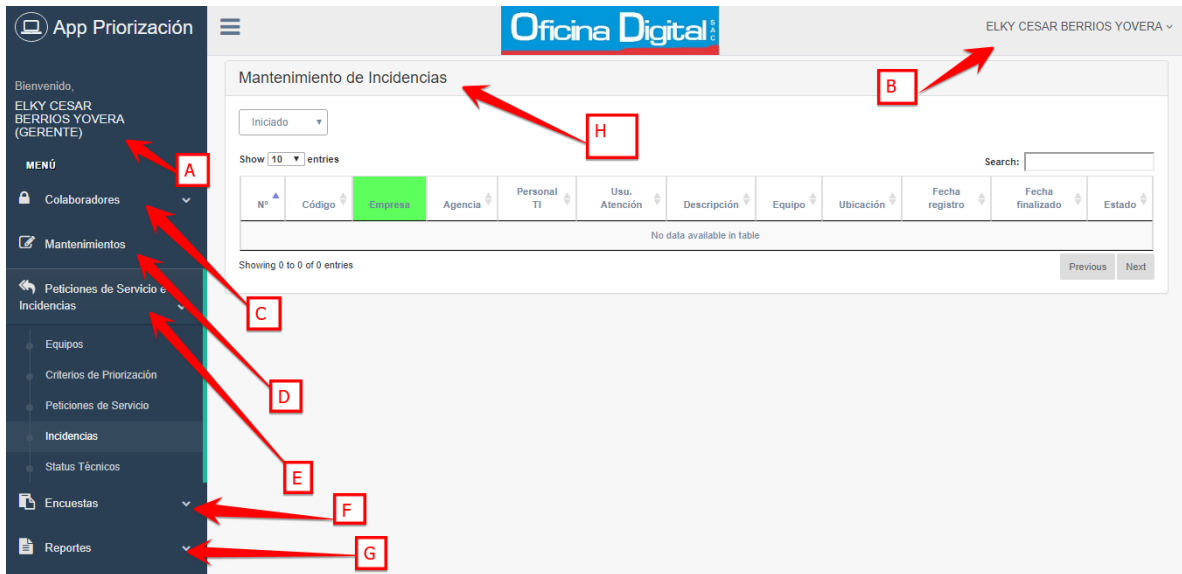 App Priorización
Oficina Digital SAC
ELKY CESAR BERRIOS YOVERA
Bienvenido,
ELKY CESAR
BERRIOS YOVERA
(GERENTE)
MENÚ
Colaboradores
Mantenimientos
Peticiones de Servicio e
Incidencias
Equipos
Criterios de Priorización
Peticiones de Servicio
Incidencias
Status Técnicos
Encuestas
Reportes
Mantenimiento de Incidencias
Iniciado
Show 10 entries
Search:
N° Código Empresa Agencia Personal TI Usu. Atención Descripción Equipo Ubicación Fecha registro Fecha finalizado Estado
No data available in table
Showing 0 to 0 of 0 entries
Previous Next
A
B
C
D
E
F
G
H